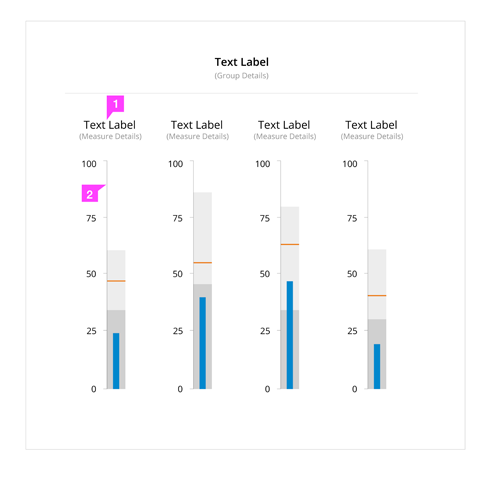 Text Label
(Group Details)
1
Text Label Text Label Text Label Text Label
(Measure Details) (Measure Details) (Measure Details) (Measure Details)
100 100 100 100
2
75 75 75 75
50 50 50 50
25 25 25 25
0 0 0 0